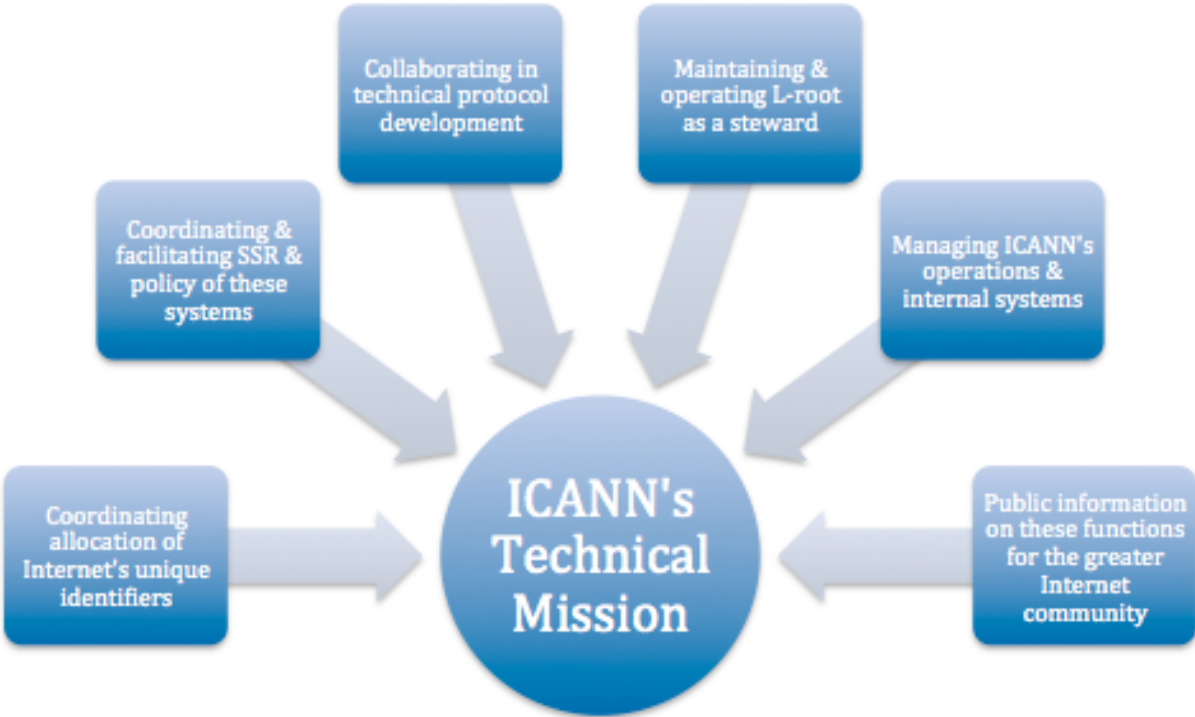 Collaborating in
technical protocol
development
Maintaining &
operating L-root
as a steward
Coordinating &
facilitating SSR &
policy of these
systems
Managing ICANN's
operations &
internal systems
Coordinating
allocation of
Internet's unique
identifiers
ICANN's
Technical
Mission
Public information
on these functions
for the greater
Internet
community